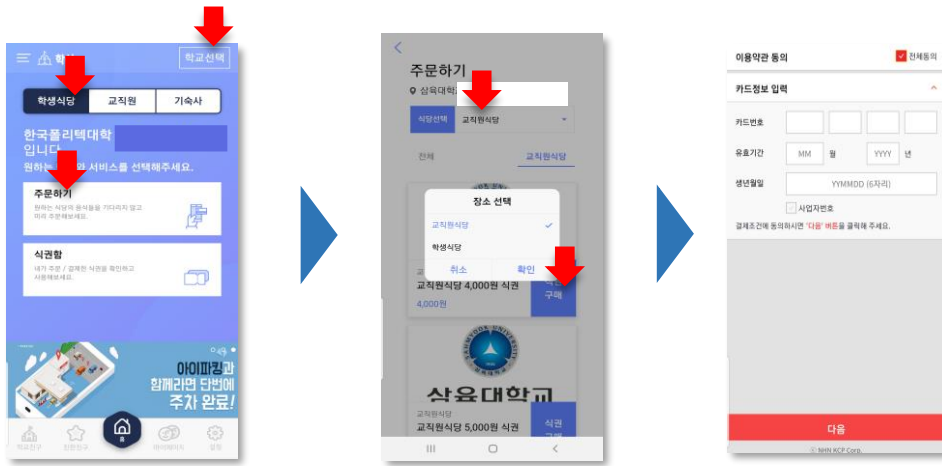 학교선택
학생식당 교직원 기숙사
한국폴리텍대학
입니다
원하는 서비스를 선택해주세요.
주문하기
원하는 식당의 음식들을 기다리지 않고
미리 주문해보세요.
식권함
내가 주문 / 결제한 식권을 확인하고
사용해보세요.
아이파킹과
함께라면 단번에
주차 완료!
설정
주문하기
삼육대학
식당선택 교직원식당
전체 교직원식당
장소 선택
교직원식당
학생식당
취소 확인
교직원식당 4,000원 식권
구매
4,000원
SAHMYOOK UNIVERSITY
삼육대학교
교직원식당
교직원식당 5,000원 식권
식권
이용약관 동의 전체동의
카드정보 입력
카드번호
유효기간 MM 월 YYYY 년
생년월일 YYMMDD (6자리)
사업자번호
결제조건에 동의하시면 '다음' 버튼을 클릭해 주세요.
다음
ⓒ NHN KCP Corp.